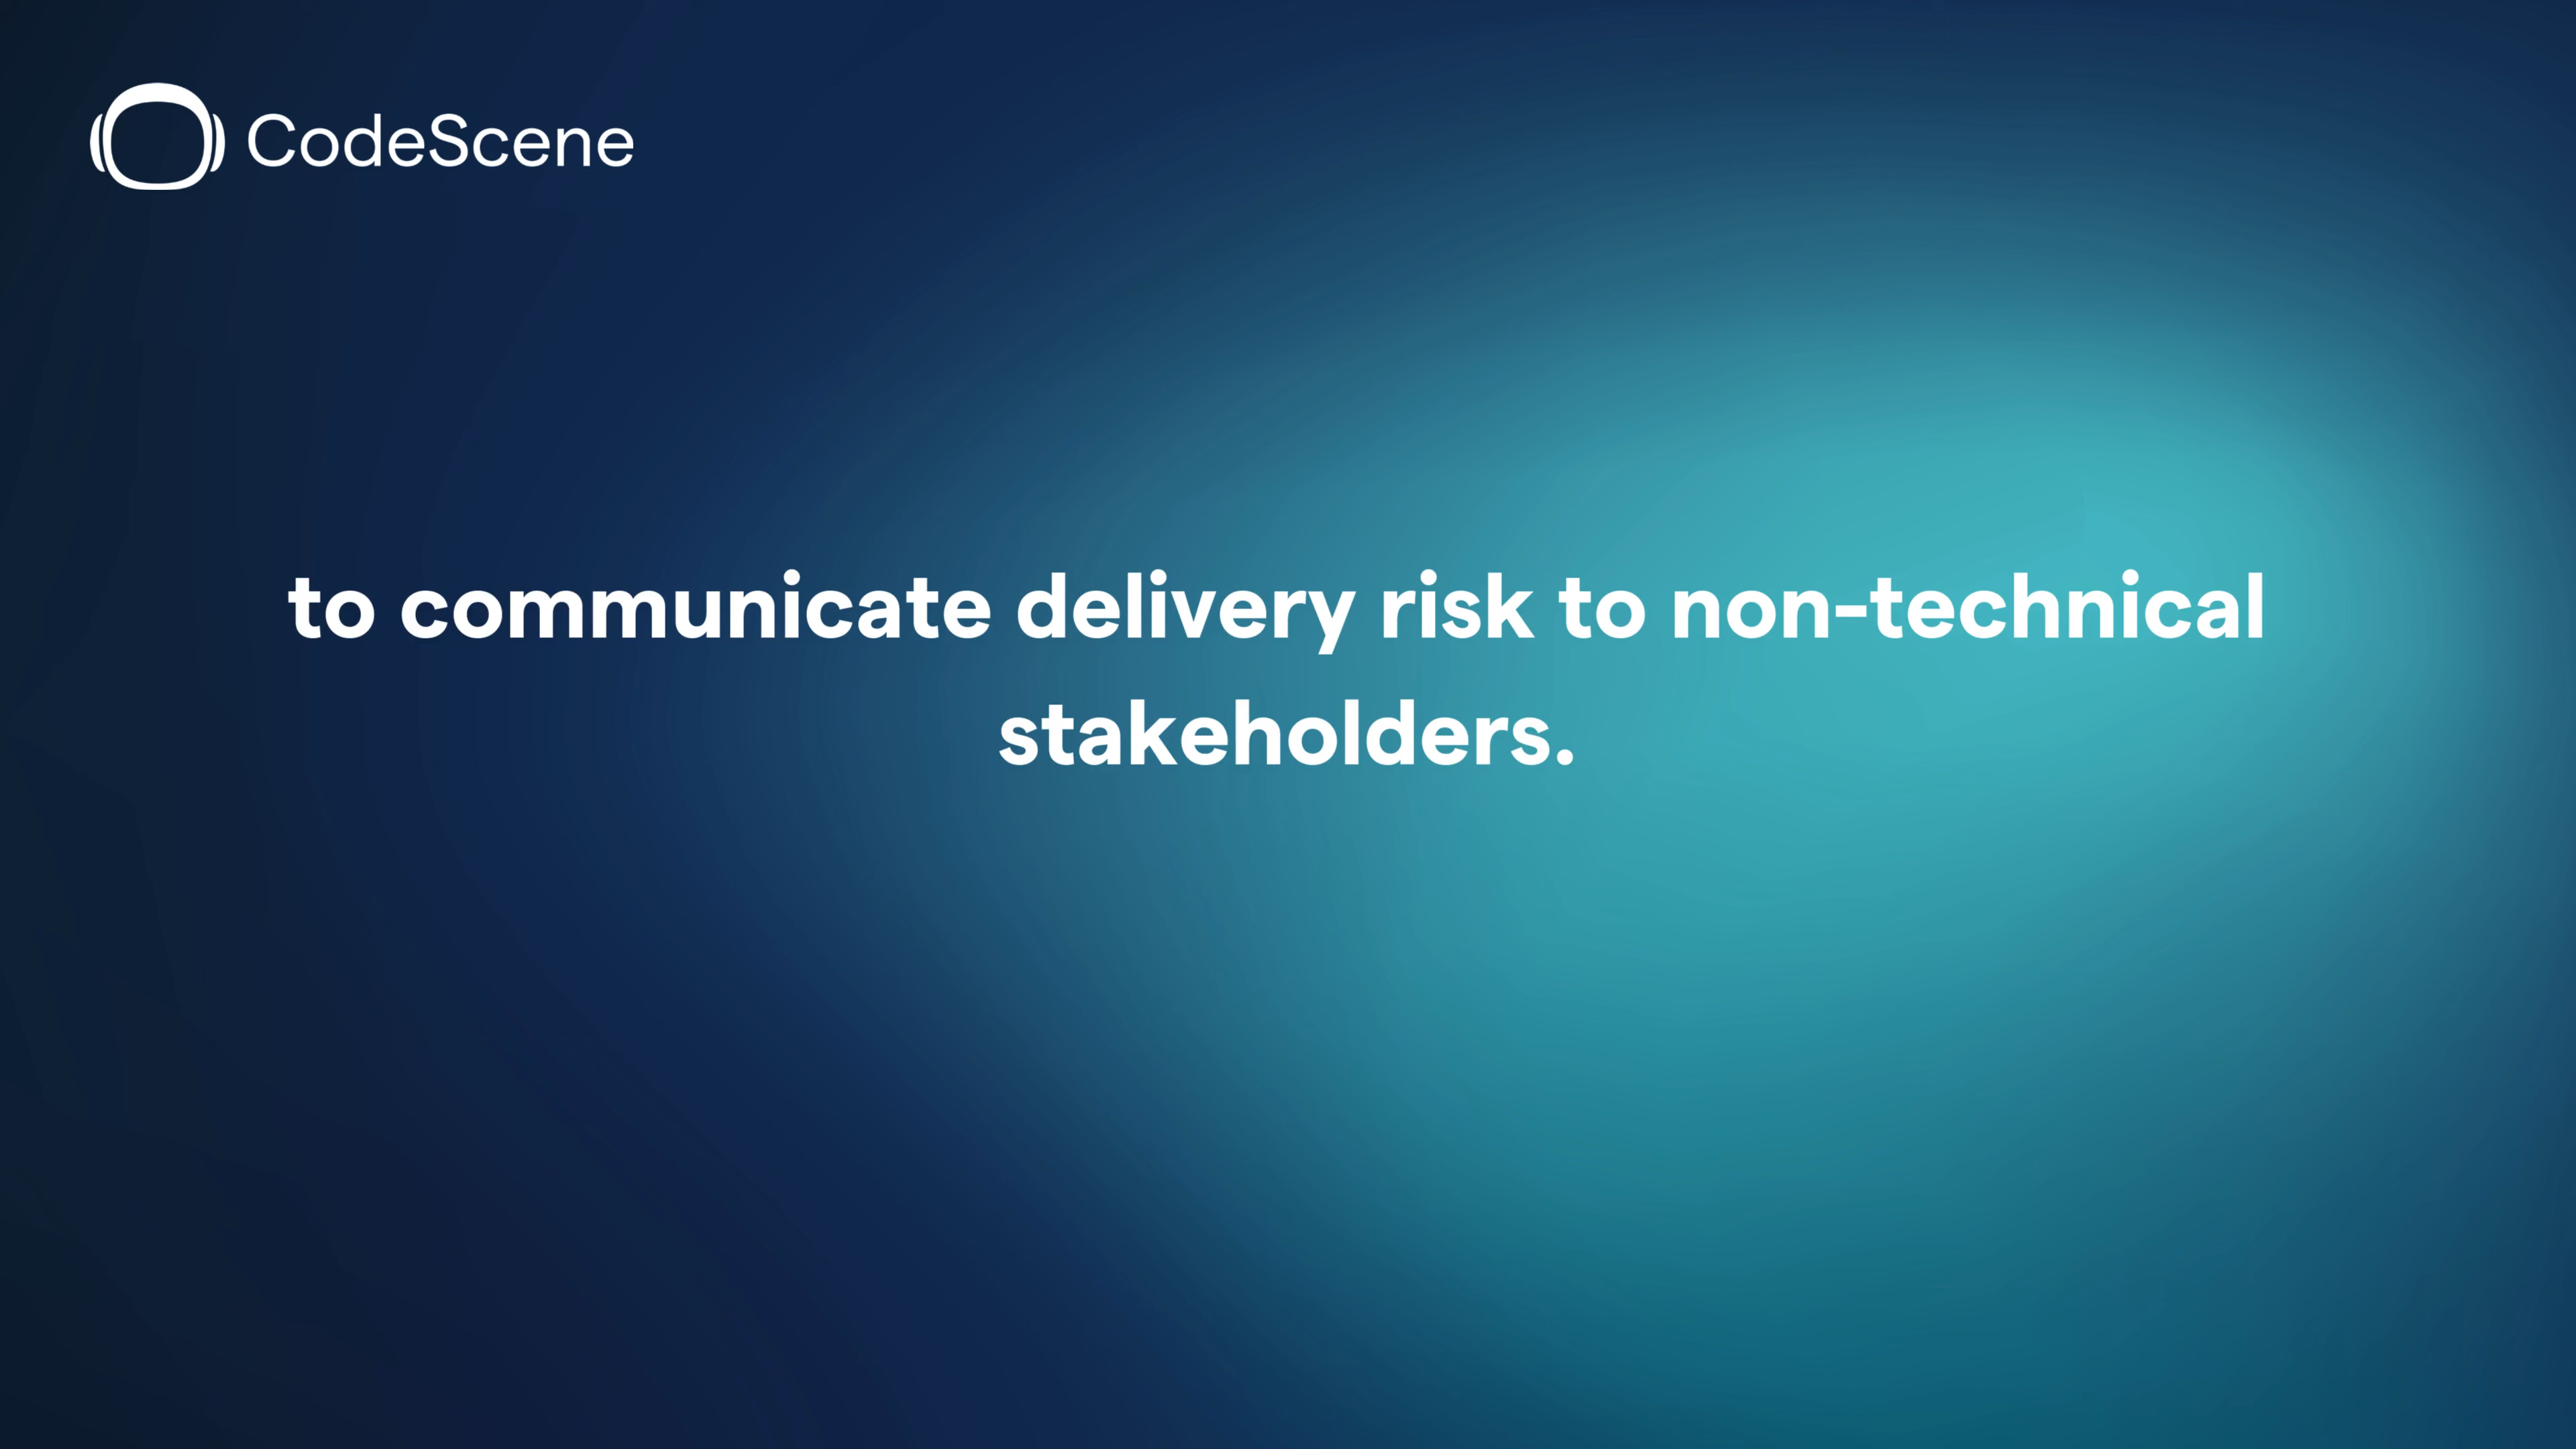 CodeScene
to communicate delivery risk to non-technical
stakeholders.